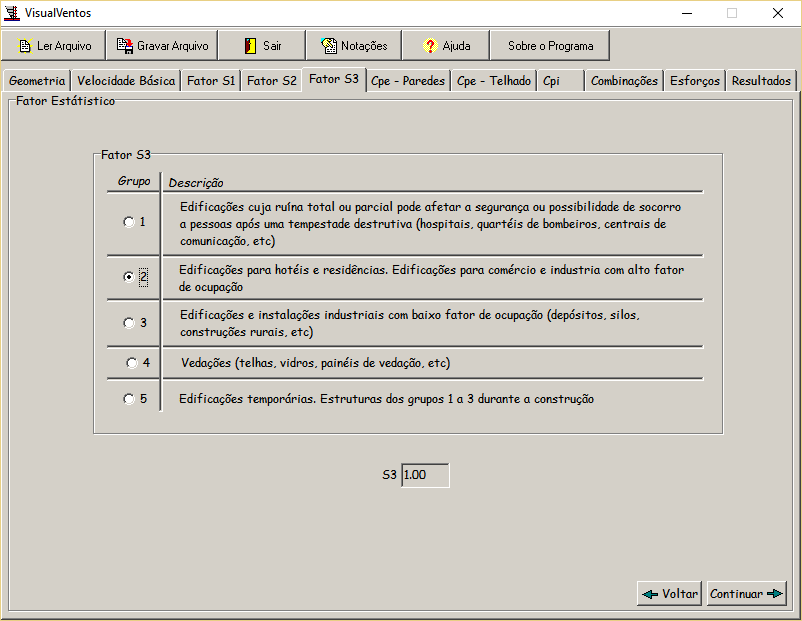 VisualVentos
Ler Arquivo
Gravar Arquivo
Sair
Notações
Ajuda
Sobre o Programa
Geometria
Velocidade Básica
Fator S1
Fator S2
Fator S3
Cpe - Paredes
Cpe - Telhado
Cpi
Combinações
Esforços
Resultados
Fator Estátistico
Fator S3
Grupo
Descrição
1
Edificações cuja ruína total ou parcial pode afetar a segurança ou possibilidade de socorro
a pessoas após uma tempestade destrutiva (hospitais, quartéis de bombeiros, centrais de
comunicação, etc)
2
Edificações para hotéis e residências. Edificações para comércio e industria com alto fator
de ocupação
3
Edificações e instalações industriais com baixo fator de ocupação (depósitos, silos,
construções rurais, etc)
4
Vedações (telhas, vidros, painéis de vedação, etc)
5
Edificações temporárias. Estruturas dos grupos 1 a 3 durante a construção
S3 1.00
Voltar
Continuar